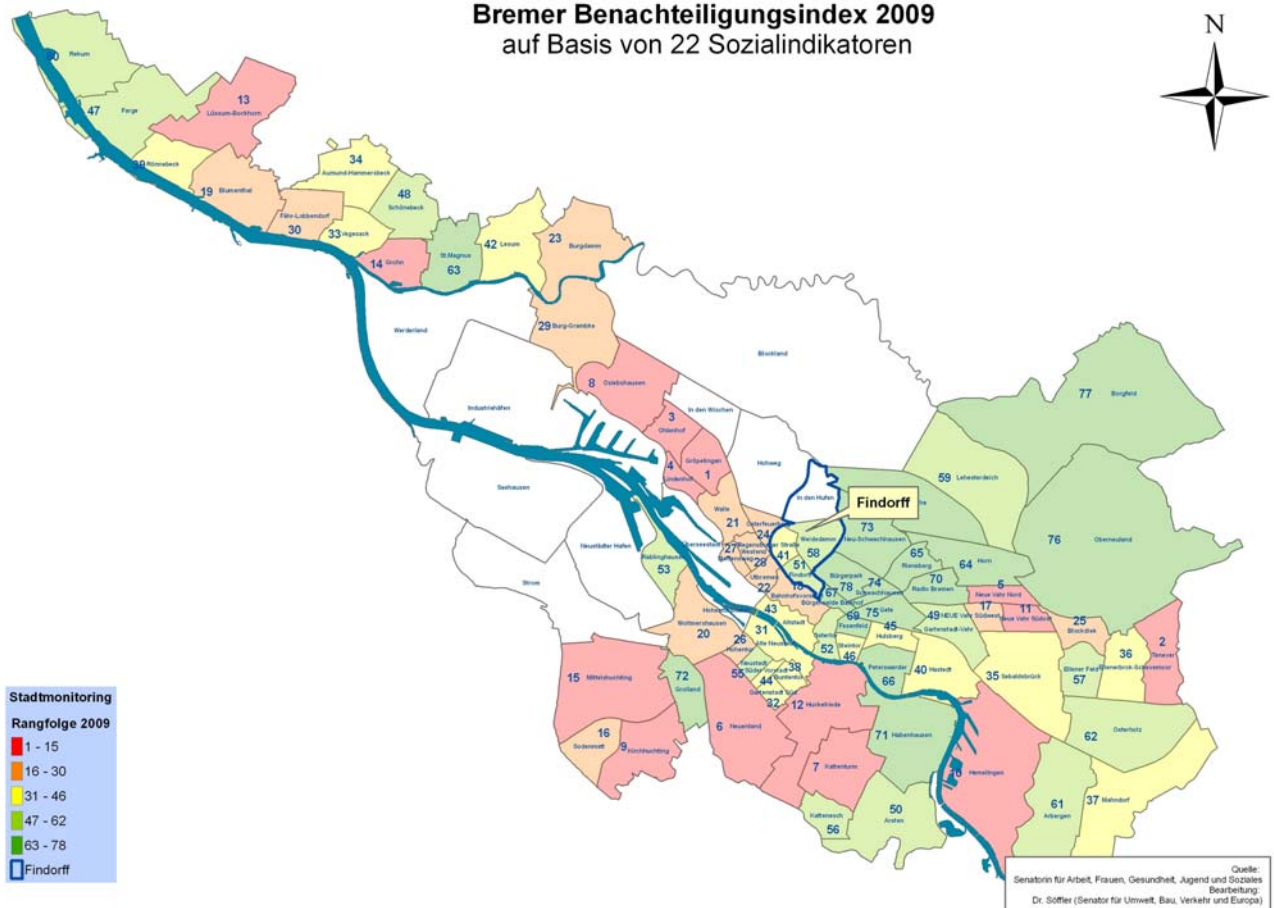 Bremer Benachteiligungsindex 2009
auf Basis von 22 Sozialindikatoren
N
Rekum
47
Farge
13
Lüssum-Bockhorn
Rönnebeck
19
Blumenthal
30
34
Aumund-Hammersbeck
48
Schönebeck
33
Vegesack
14
Grohn
St.Magnus
63
42
Lesum
23
Burgdamm
Werderland
29
Burg-Grambke
Blockland
8
Oslebshausen
Industriehäfen
In den Wischen
3
Ohlenhof
Gröpelingen
1
4
Lindenhof
Hohweg
In den Hufen
Findorff
77
Borgfeld
59
Lehesterdeich
76
Oberneuland
73
Neu-Schwachhausen
65
Riensberg
64
Horn
70
Radio Bremen
Seehausen
Neustädter Hafen
Strom
Rablinghausen
53
Überseestadt
Walle
21
24
27
28
Utbremen
22
41
Weidedamm
58
51
67
Bürgerpark
78
74
Schwachhausen
75
Gete
69
49
NEUE Vahr Südwest
Gartenstadt-Vahr
5
Neue Vahr Nord
17
11
25
Blockdiek
2
Tenever
36
57
Ellener Feld
35
Sebaldsbrück
62
Osterholz
37
Mahndorf
61
Arbergen
Hemelingen
40
Hastedt
45
Hulsberg
Peterswerder
66
Steintor
46
52
43
Altstadt
31
Alte Neustadt
26
20
Woltmershausen
55
Neustadt
44
38
32
12
Huckelriede
72
Grolland
15
Mittelshuchting
16
Sodenmatt
9
Kirchhuchting
6
Neuenland
7
Kattenturm
71
Habenhausen
50
Arsten
Kattenesch
56
Stadtmonitoring
Rangfolge 2009
1 - 15
16 - 30
31 - 46
47 - 62
63 - 78
Findorff
Quelle:
Senatorin für Arbeit, Frauen, Gesundheit, Jugend und Soziales
Bearbeitung:
Dr. Söffler (Senator für Umwelt, Bau, Verkehr und Europa)